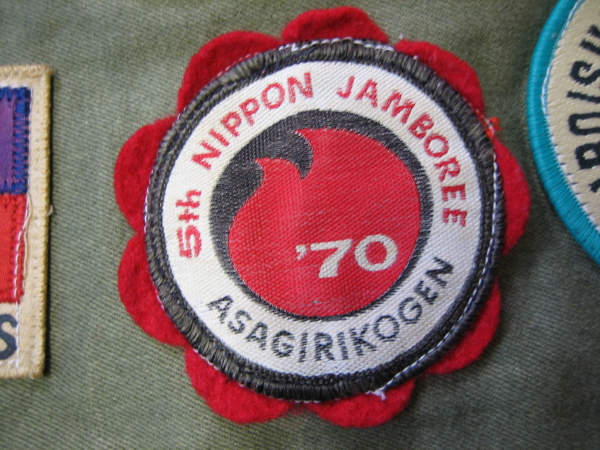 5th NIPPON JAMBOREE
'70
ASAGIRIKOGEN
S